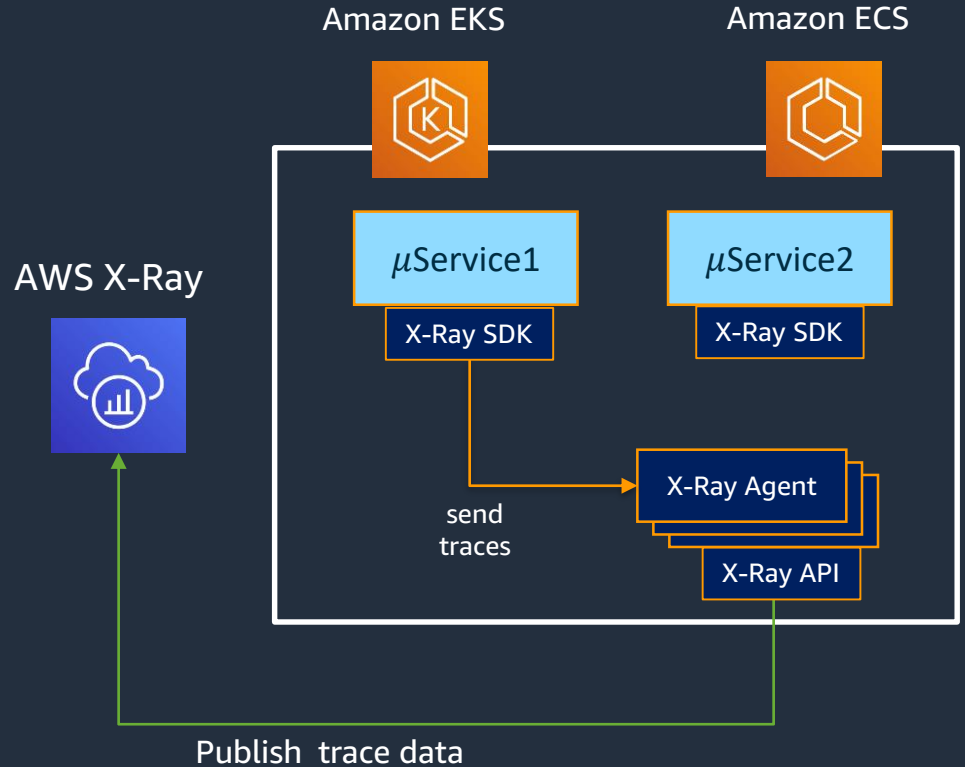 Amazon EKS
Amazon ECS
K
μService1
μService2
AWS X-Ray
X-Ray SDK
X-Ray SDK
X-Ray Agent
send
traces
X-Ray API
Publish trace data